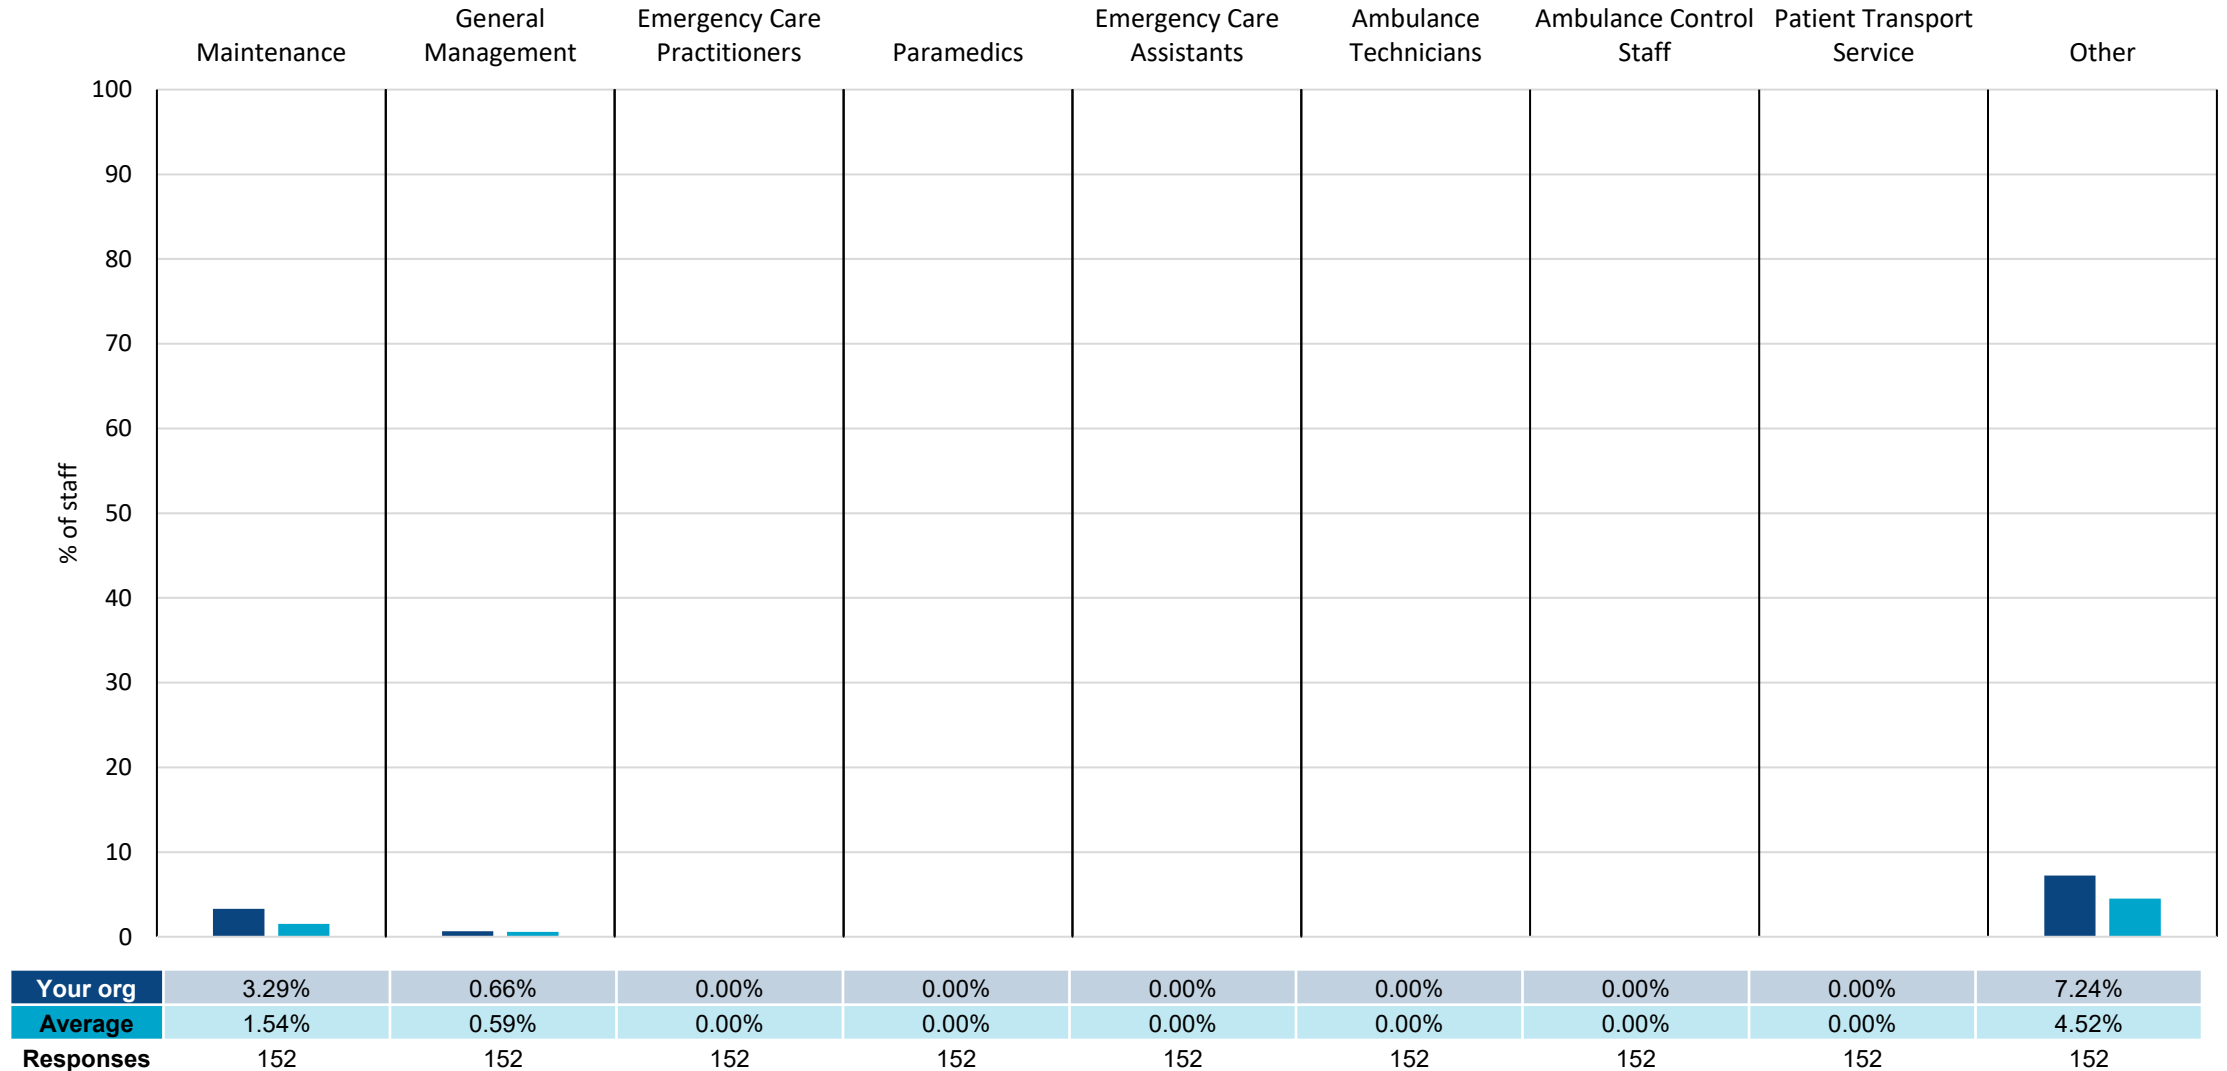 Maintenance
General
Management
Emergency Care
Practitioners
Paramedics
Emergency Care
Assistants
Ambulance
Technicians
Ambulance Control
Staff
Patient Transport
Service
Other
% of staff
100
90
80
70
60
50
40
30
20
10
0
Your org 3.29% 0.66% 0.00% 0.00% 0.00% 0.00% 0.00% 0.00% 7.24%
Average 1.54% 0.59% 0.00% 0.00% 0.00% 0.00% 0.00% 0.00% 4.52%
Responses 152 152 152 152 152 152 152 152 152